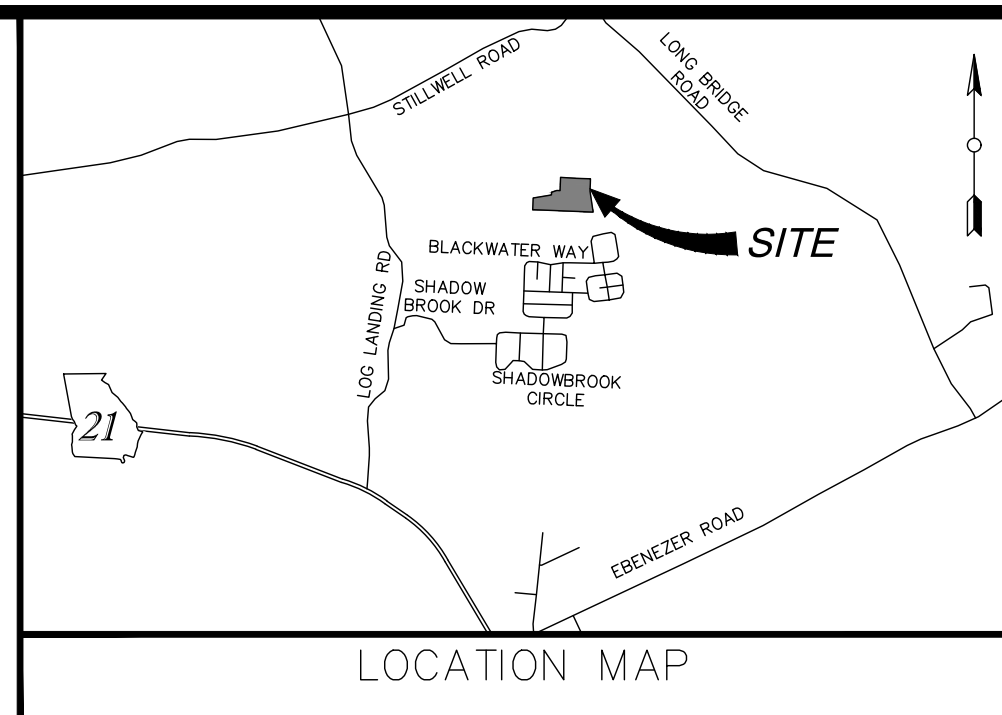 STILLWELL ROAD
LONG BRIDGE
ROAD
SITE
BLACKWATER WAY
LOG LANDING RD
SHADOW
BROOK DR
SHADOWBROOK
CIRCLE
21
EBENEZER ROAD
LOCATION MAP